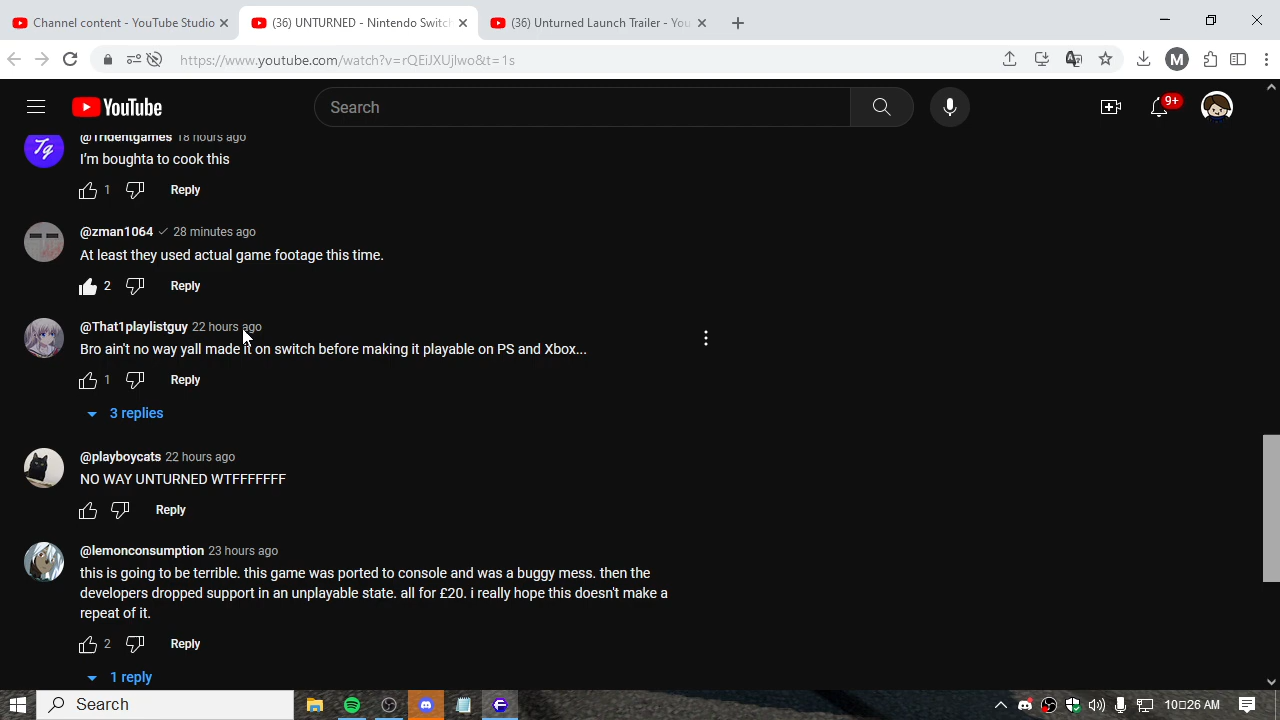 Channel content - YouTube Studio
(36) UNTURNED - Nintendo Switch
(36) Unturned Launch Trailer - You
https://www.youtube.com/watch?v=rQEiJXUjlwo&t=1s
M
YouTube
Search
9+
Tg
@Tridentgames 18 hours ago
I'm boughta to cook this
1 Reply
@zman1064 28 minutes ago
At least they used actual game footage this time.
2 Reply
@That1playlistguy 22 hours ago
Bro ain't no way yall made it on switch before making it playable on PS and Xbox...
1 Reply
3 replies
@playboycats 22 hours ago
NO WAY UNTURNED WTFFFFFFF
Reply
@lemonconsumption 23 hours ago
this is going to be terrible. this game was ported to console and was a buggy mess. then the
developers dropped support in an unplayable state. all for £20. i really hope this doesn't make a
repeat of it.
2 Reply
1 reply
Search
10□26 AM